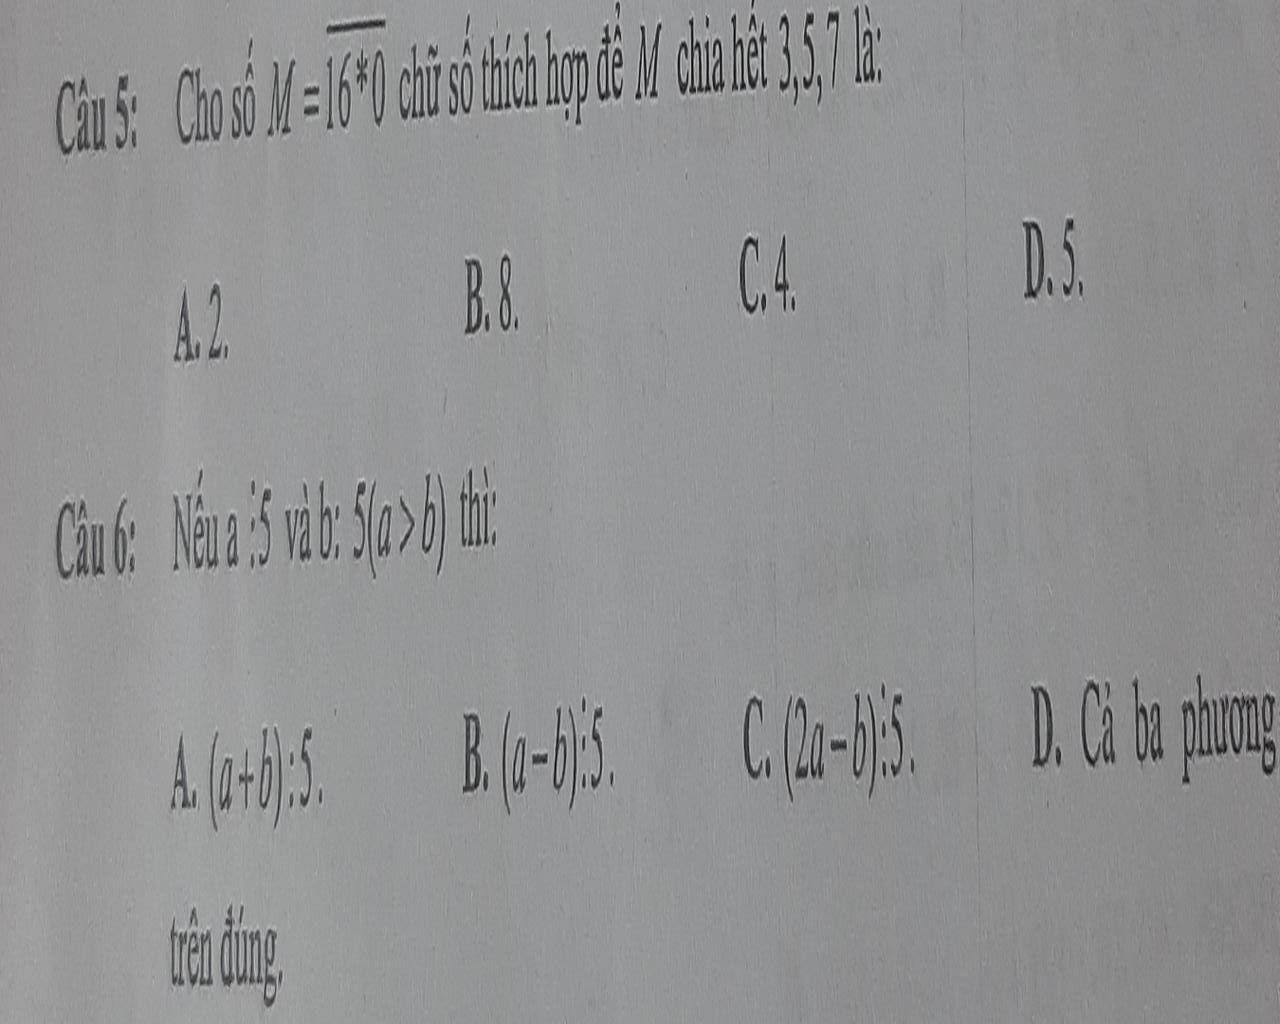 Câu 5: Cho số M = \overline{16*0} chữ số thích hợp để M chia hết 3,5,7 là:
A. 2. B. 8. C. 4. D. 5.
Câu 6: Nếu a ⋮5 và b: 5(a > b) thì:
A. (a+b):5. B. (a−b)⋮5. C. (2a−b)⋮5. D. Cả ba phương
trên đúng.